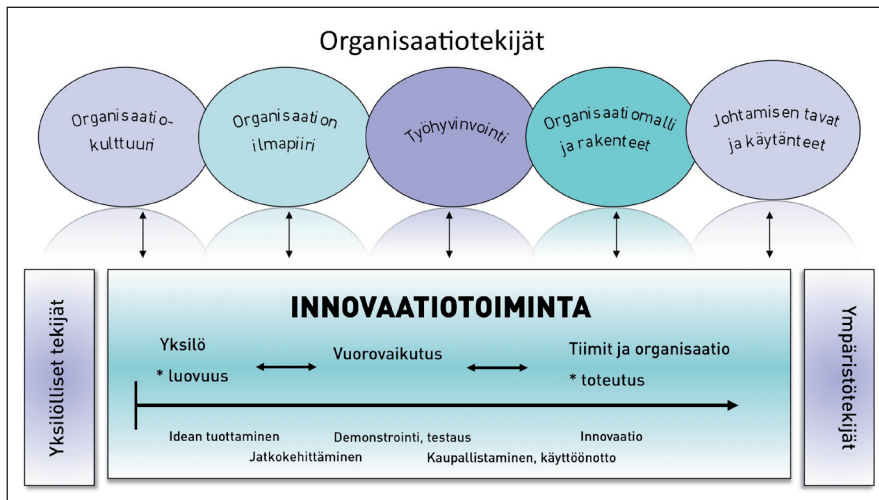 Organisaatiotekijät
Organisaatio-
kulttuuri
Organisaation
ilmapiiri
Työhyvinvointi
Organisaatiomalli
ja rakenteet
Johtamisen tavat
ja käytänteet
Yksilölliset tekijät
INNOVAATIOTOIMINTA
Yksilö
* luovuus
Vuorovaikutus
Tiimit ja organisaatio
* toteutus
Idean tuottaminen
Demonstrointi, testaus
Innovaatio
Jatkokehittäminen
Kaupallistaminen, käyttöönotto
Ympäristötekijät